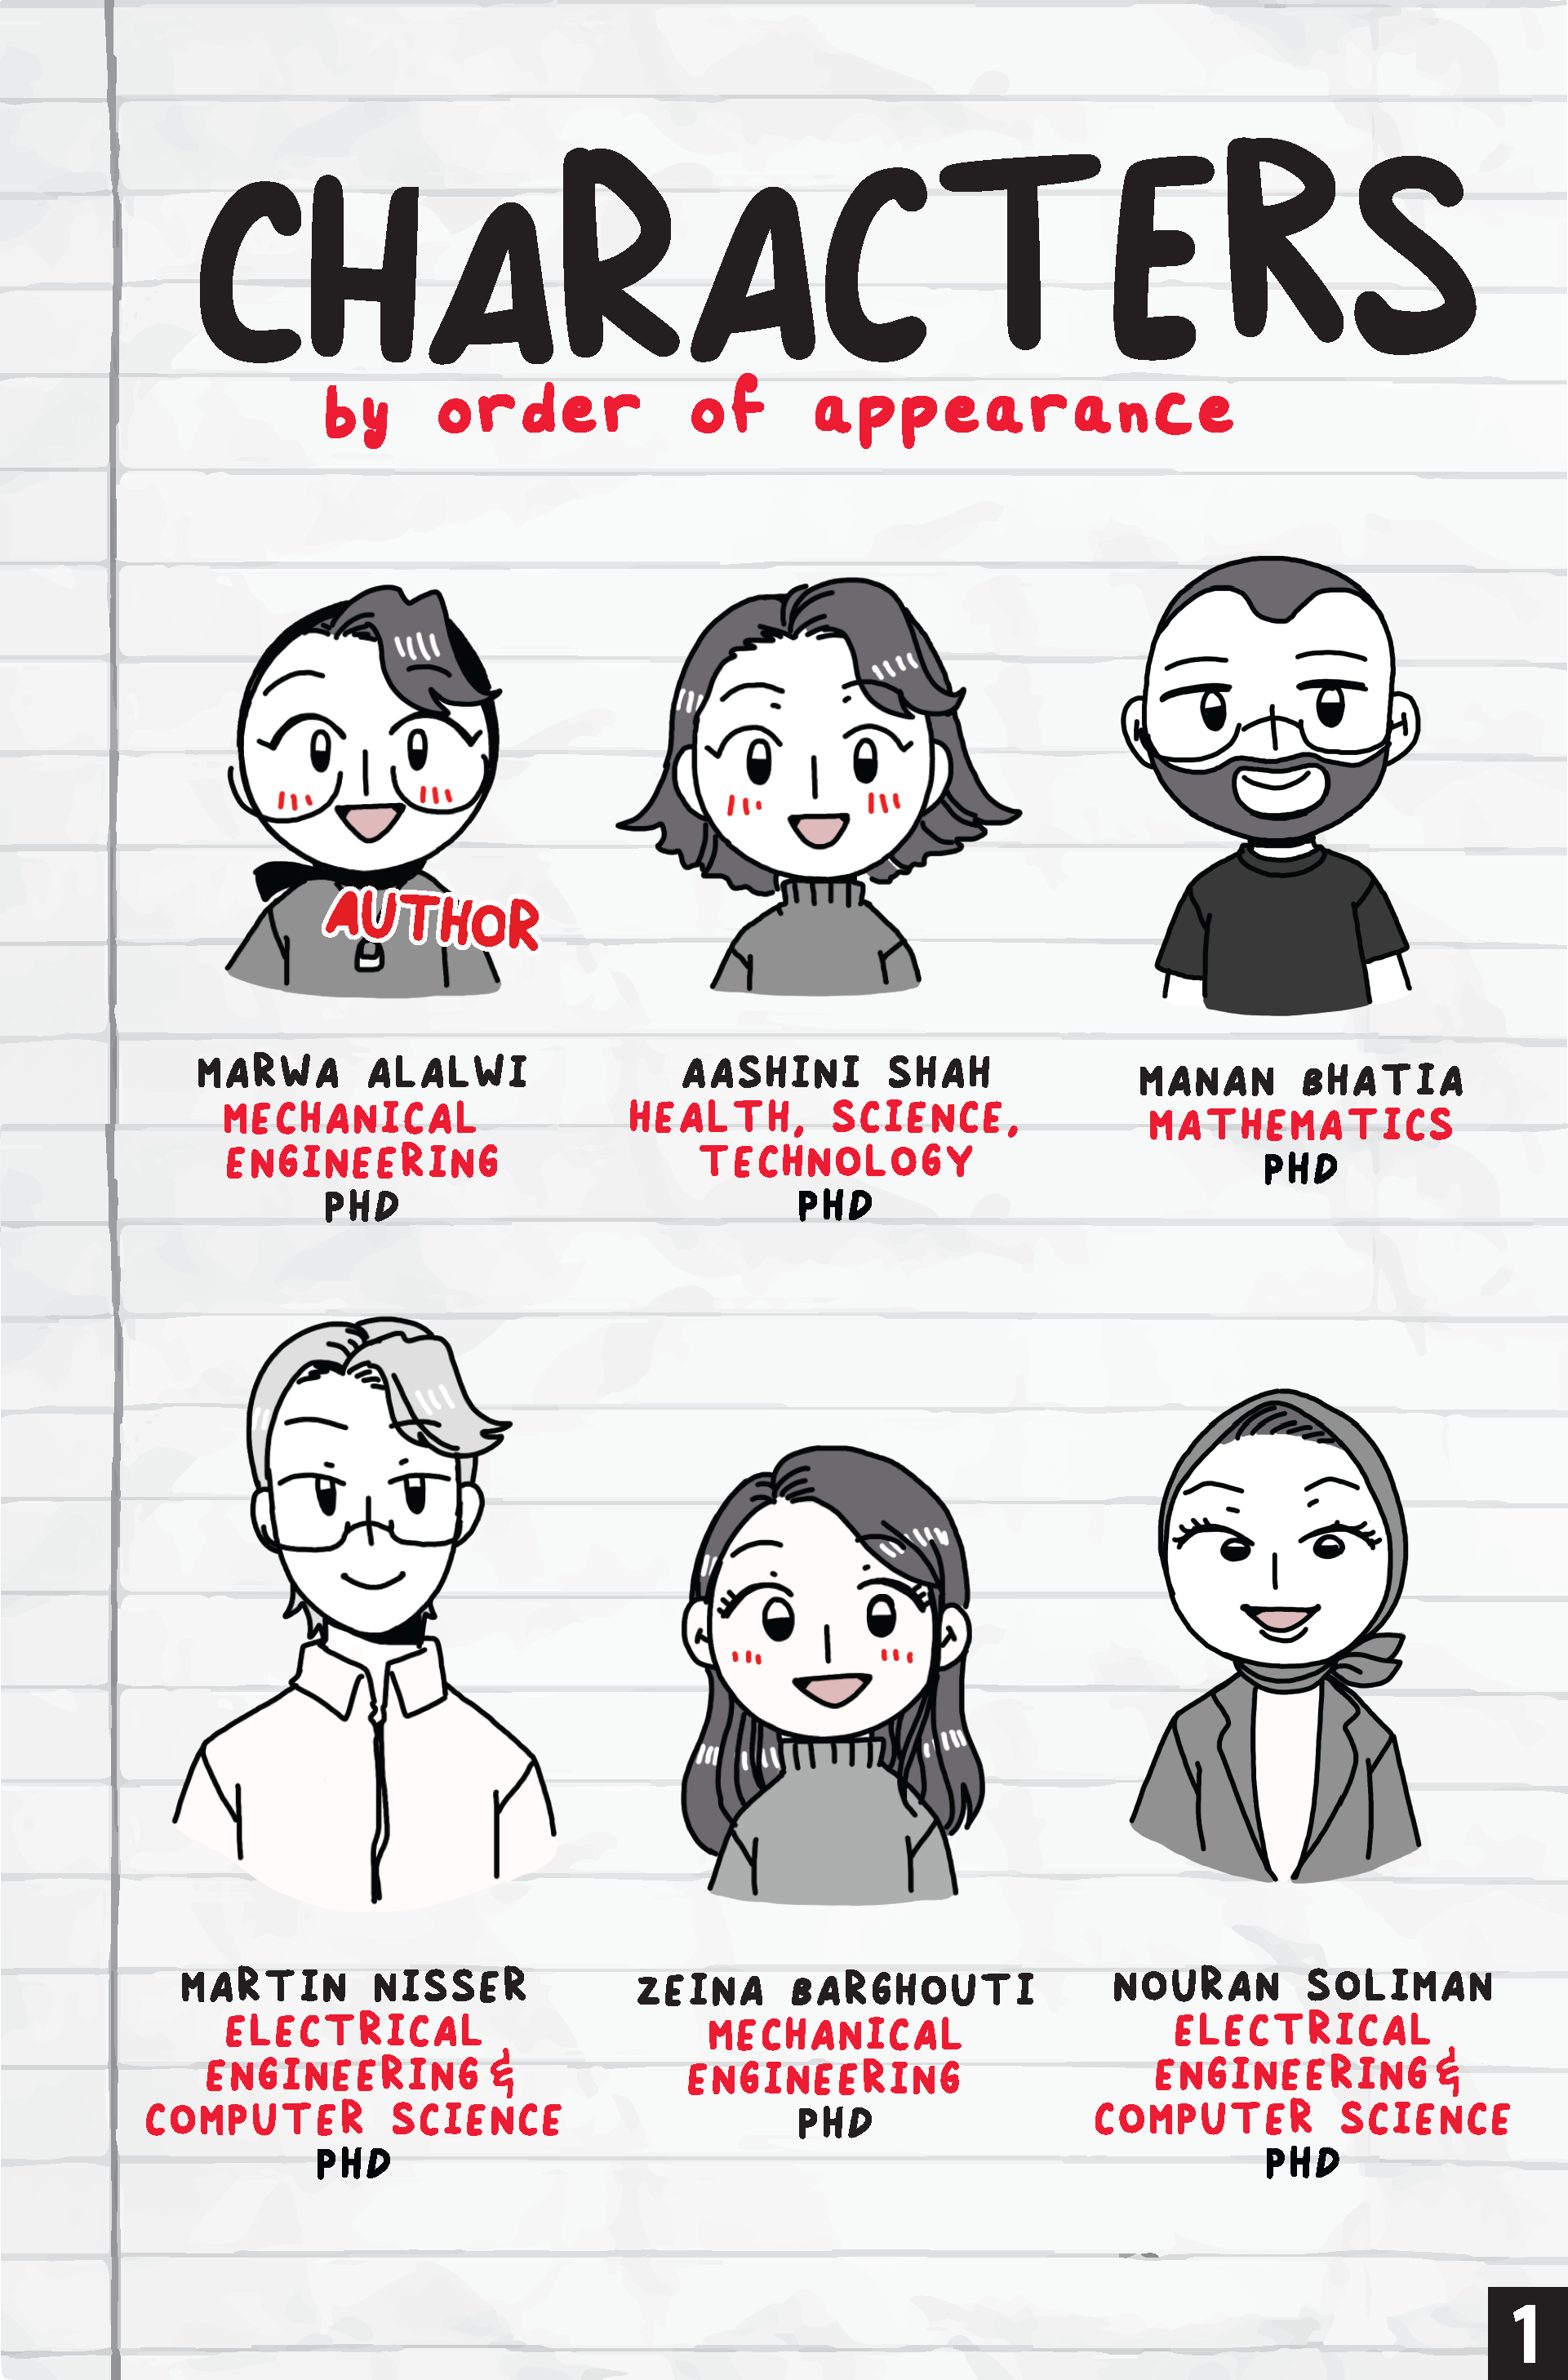 CHARACTERS
by order of appearance
AUTHOR
MARWA ALALWI
MECHANICAL
ENGINEERING
PHD
AASHINI SHAH
HEALTH, SCIENCE,
TECHNOLOGY
PHD
MANAN BHATIA
MATHEMATICS
PHD
MARTIN NISSER
ELECTRICAL
ENGINEERING &
COMPUTER SCIENCE
PHD
ZEINA BARGHOUTI
MECHANICAL
ENGINEERING
PHD
NOURAN SOLIMAN
ELECTRICAL
ENGINEERING &
COMPUTER SCIENCE
PHD
1